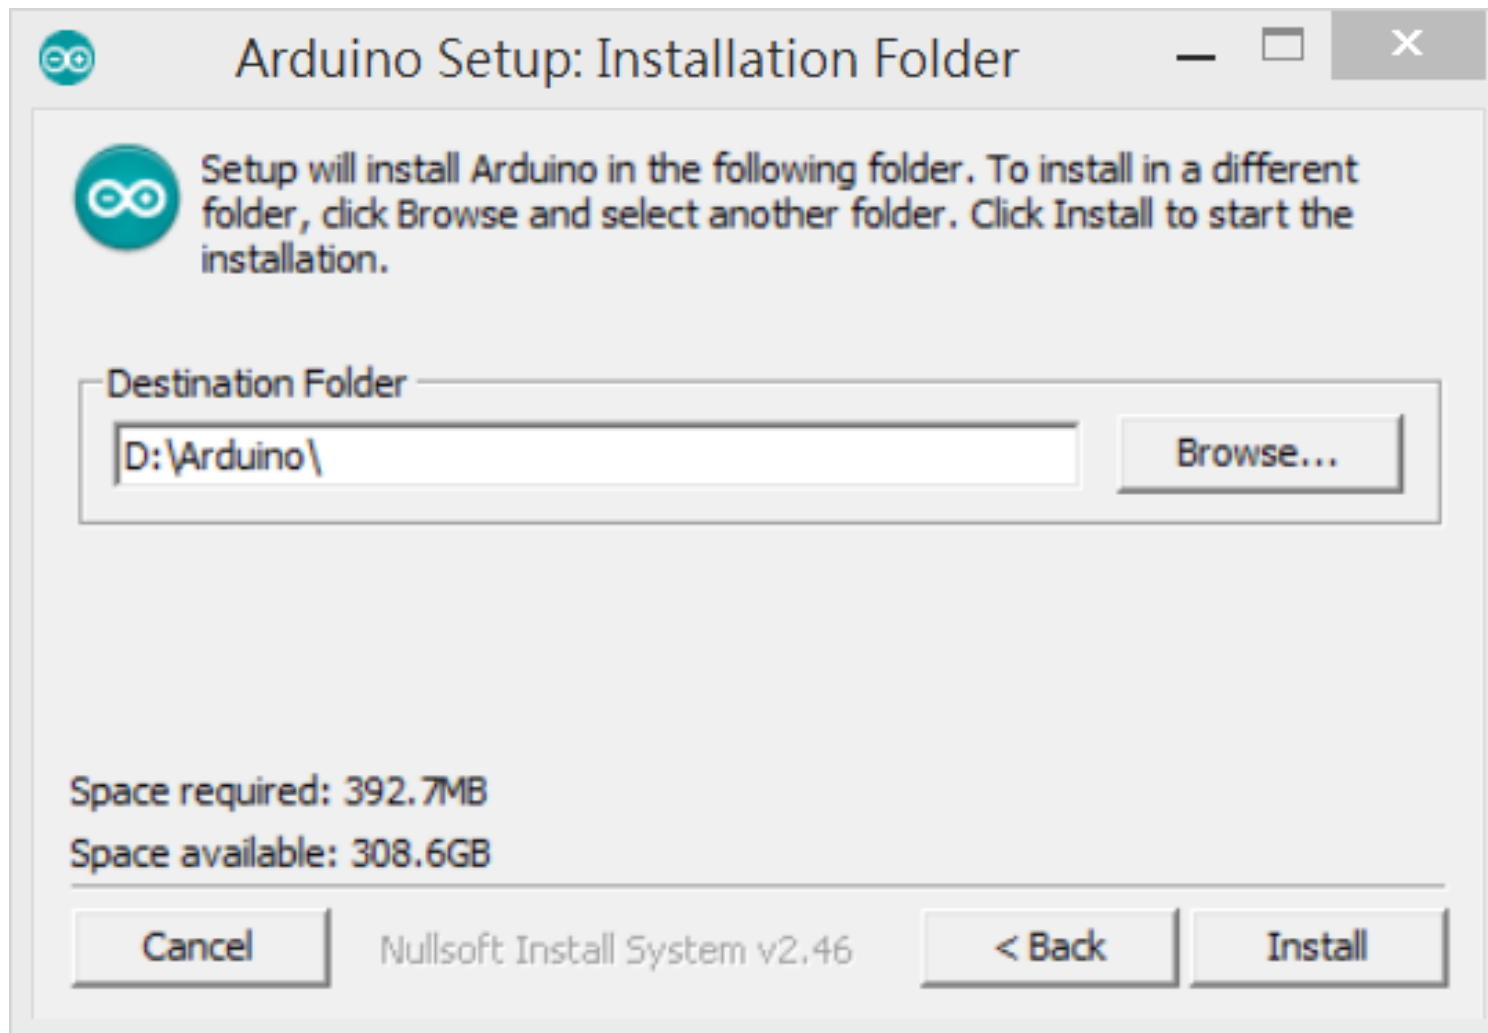 Arduino Setup: Installation Folder
Setup will install Arduino in the following folder. To install in a different
folder, click Browse and select another folder. Click Install to start the
installation.
Destination Folder
D:\Arduino\
Browse...
Space required: 392.7MB
Space available: 308.6GB
Cancel
Nullsoft Install System v2.46
< Back
Install